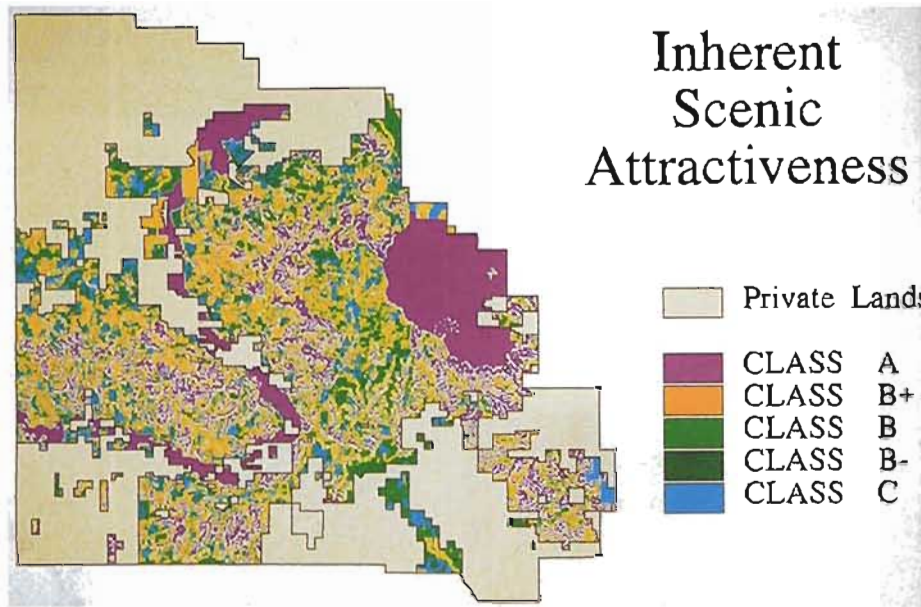 Inherent
Scenic
Attractiveness
Private Lands
CLASS A
CLASS B+
CLASS B
CLASS B-
CLASS C